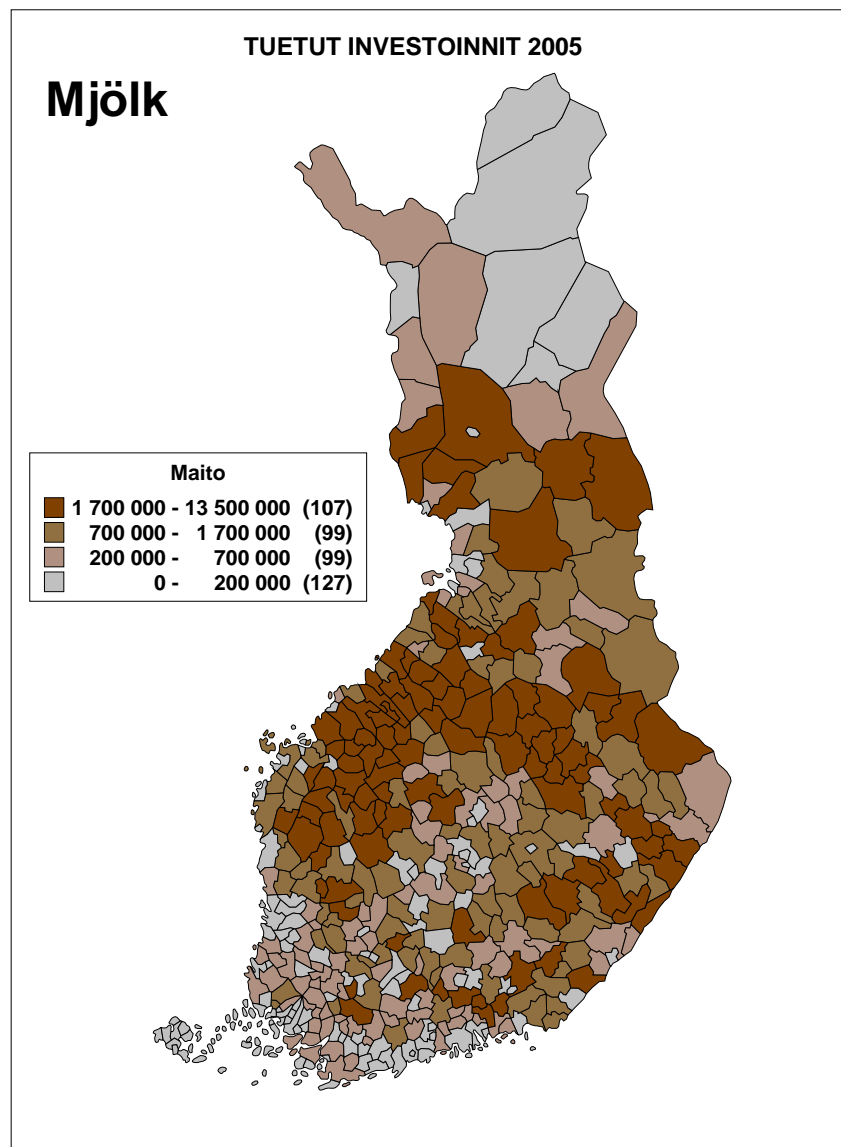 TUETUT INVESTOINNIT 2005
Mjölk
Maito
1 700 000 - 13 500 000 (107)
700 000 - 1 700 000 (99)
200 000 - 700 000 (99)
0 - 200 000 (127)